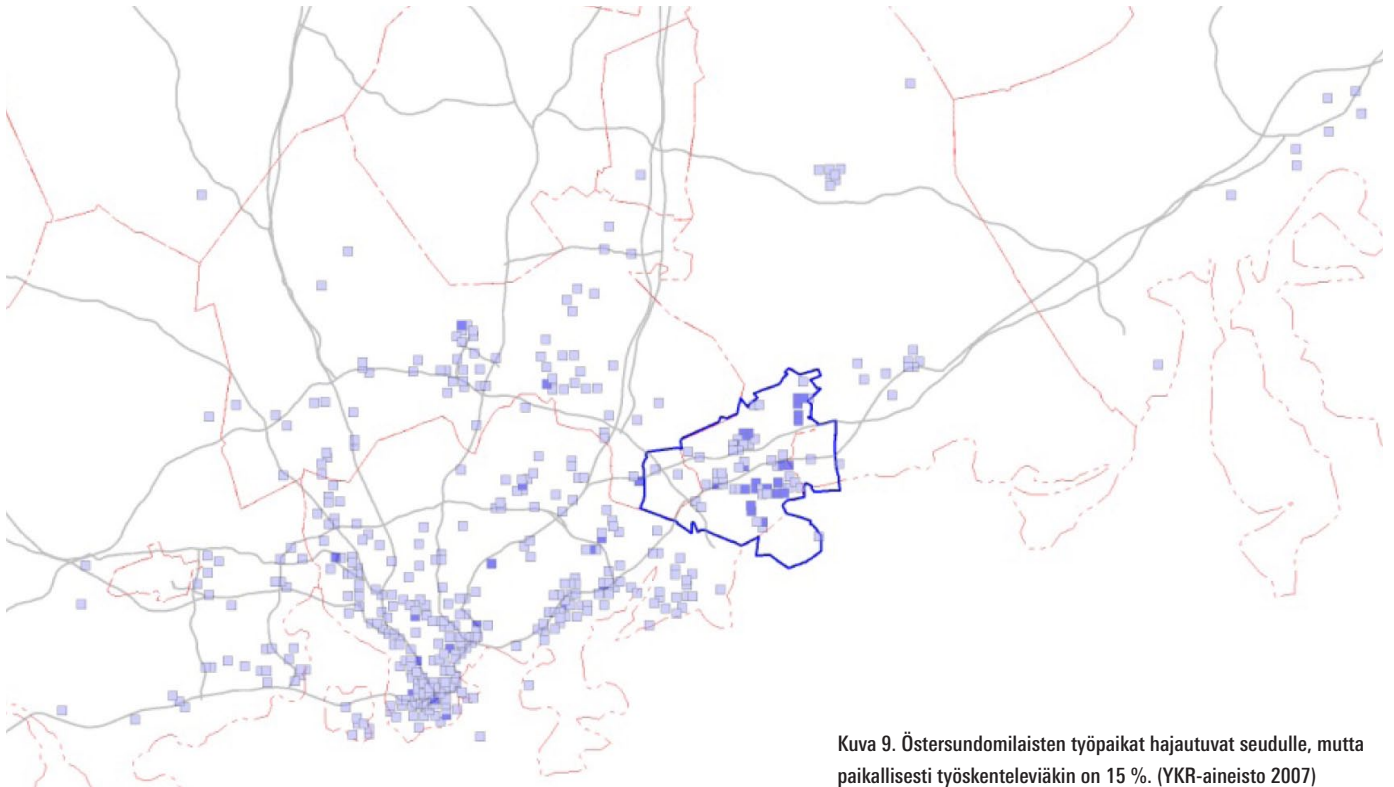 Kuva 9. Östersundomilaisten työpaikat hajautuvat seudulle, mutta
paikallisesti työskenteleviäkin on 15 %. (YKR-aineisto 2007)